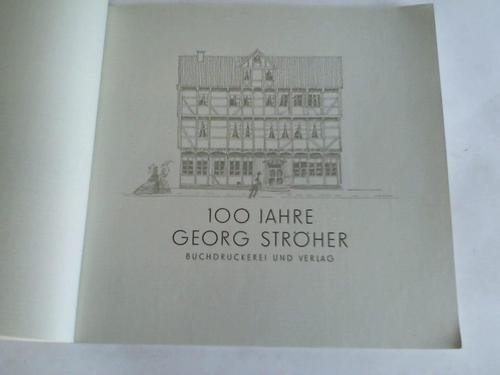 100 JAHRE
GEORG STRÖHER
BUCHDRUCKEREI UND VERLAG